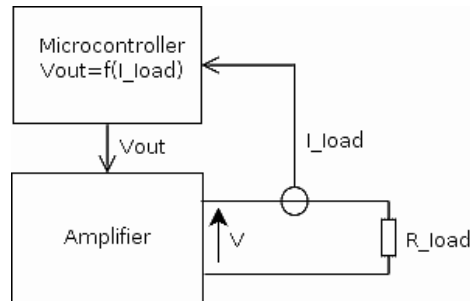 Microcontroller
Vout=f(I_load)
Vout
I_load
Amplifier
V
R_load